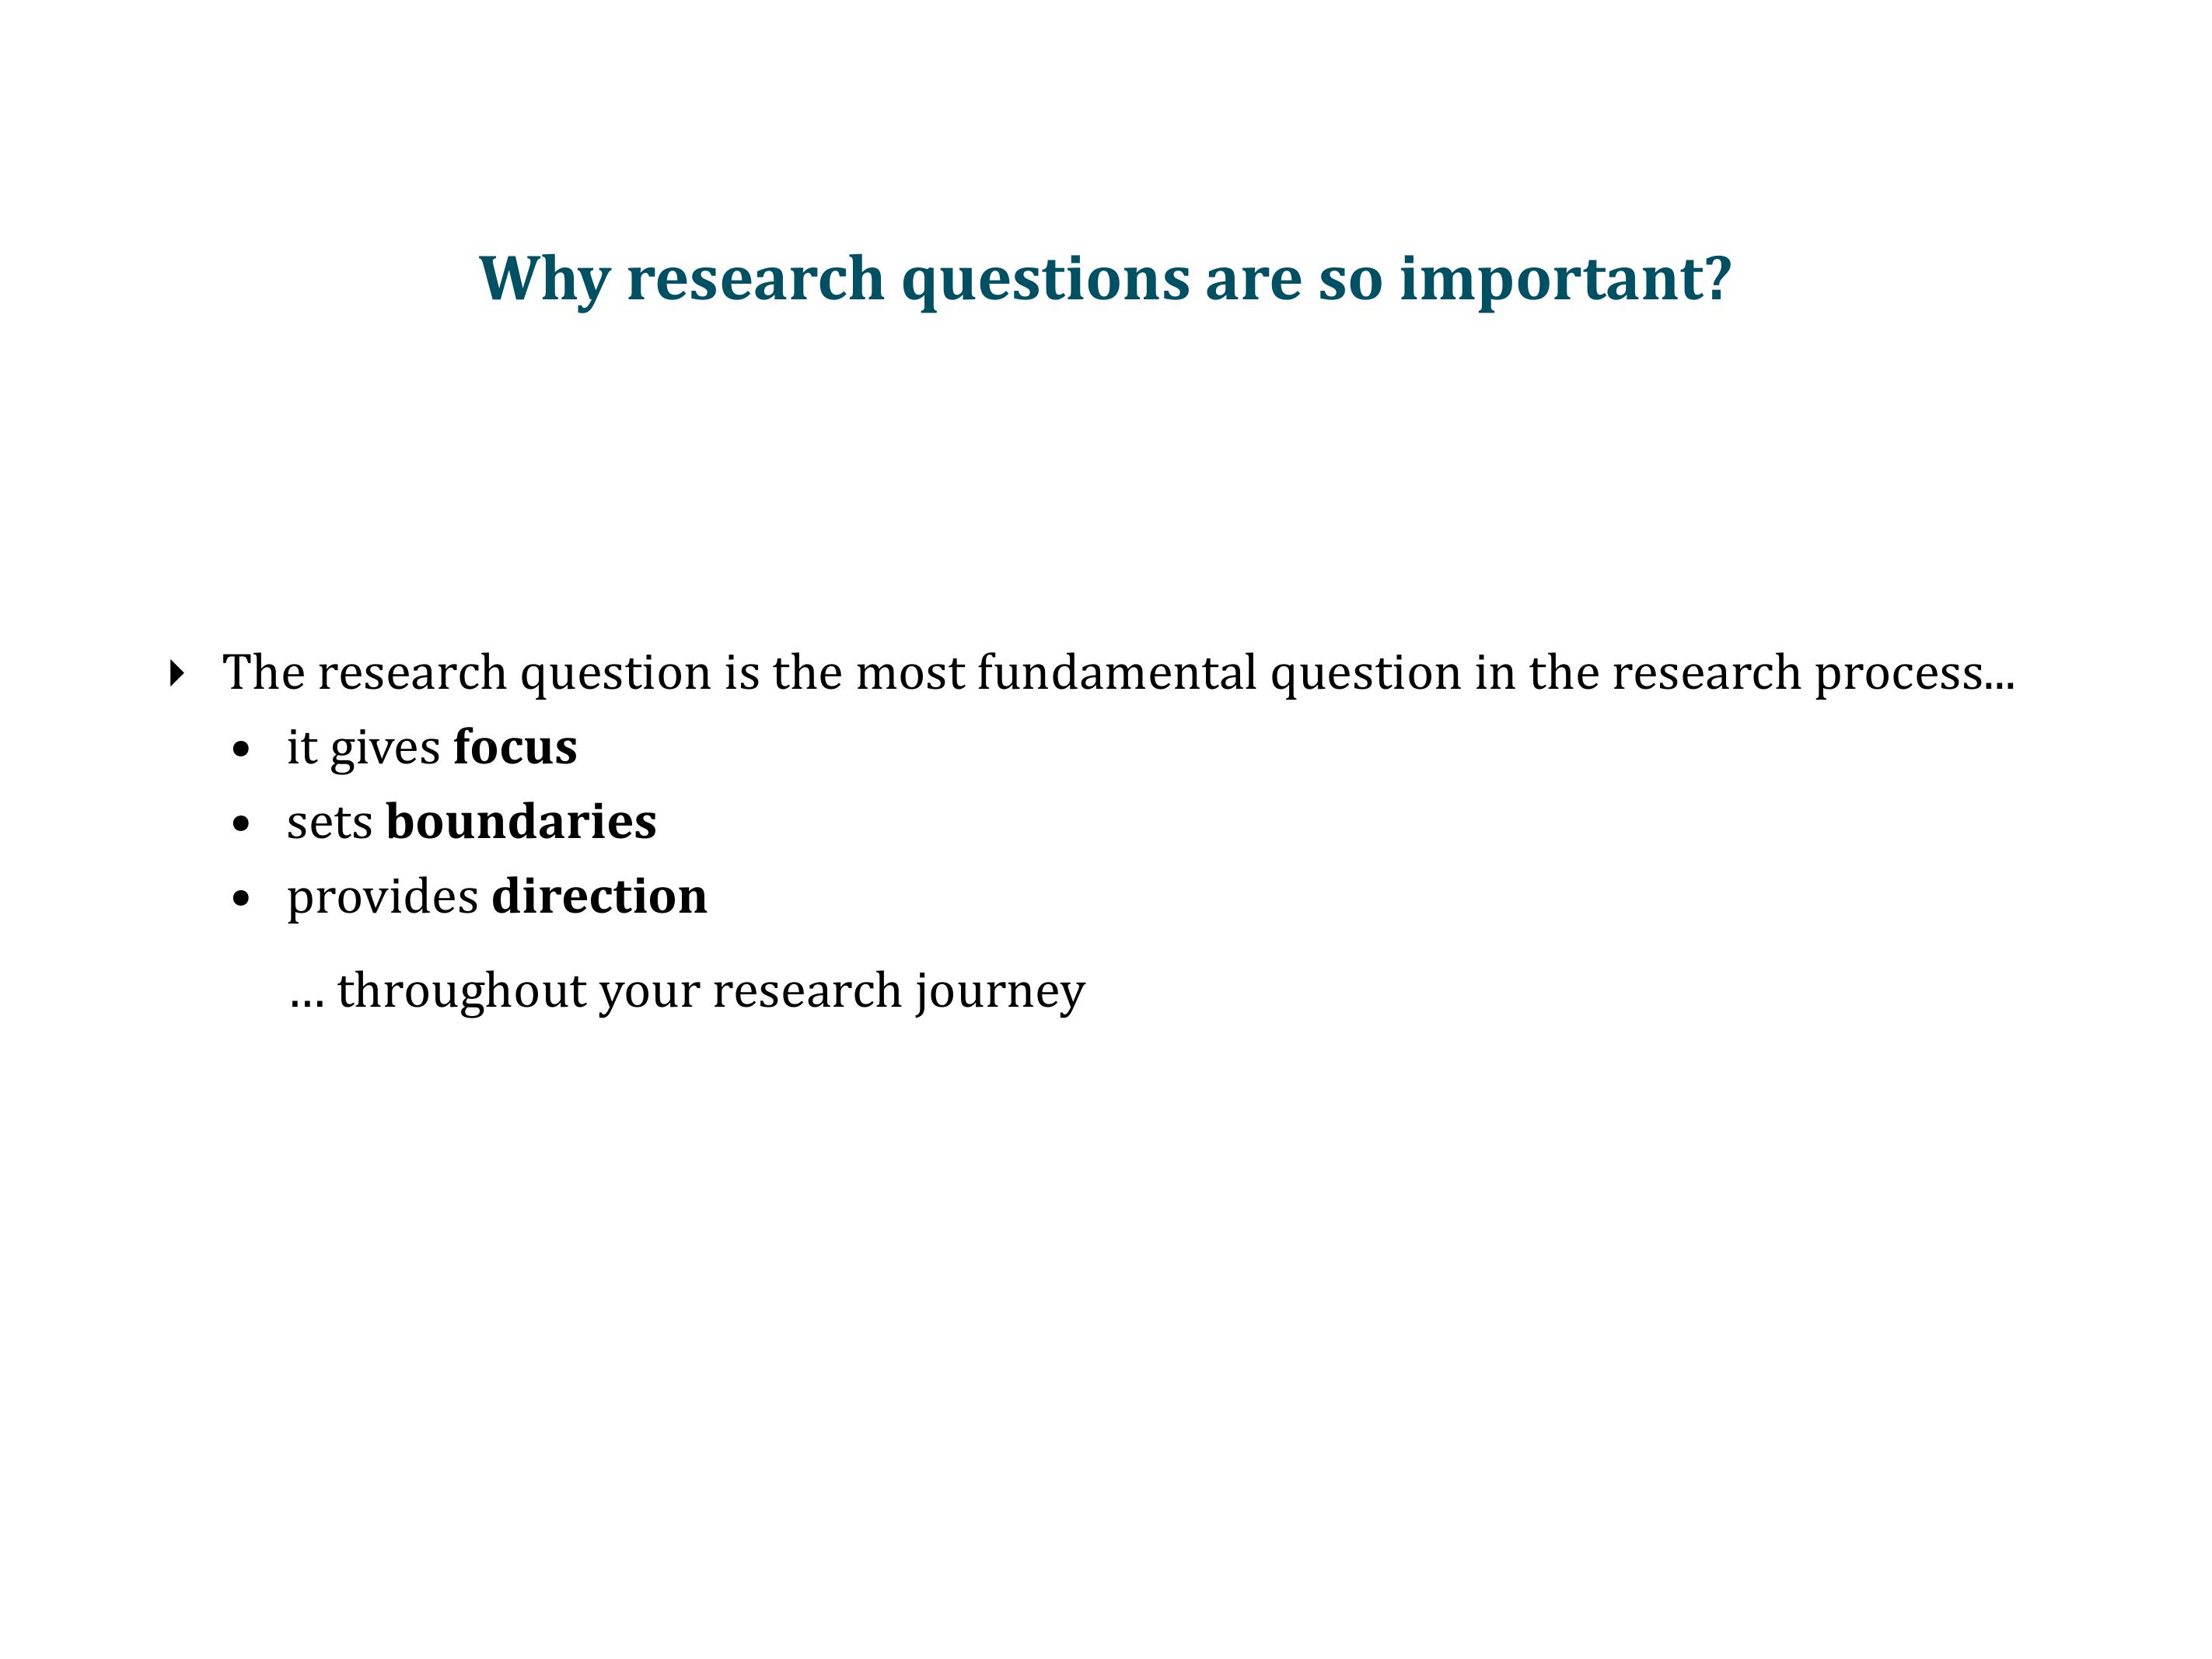 Why research questions are so important?
The research question is the most fundamental question in the research process...
• it gives focus
• sets boundaries
• provides direction
... throughout your research journey